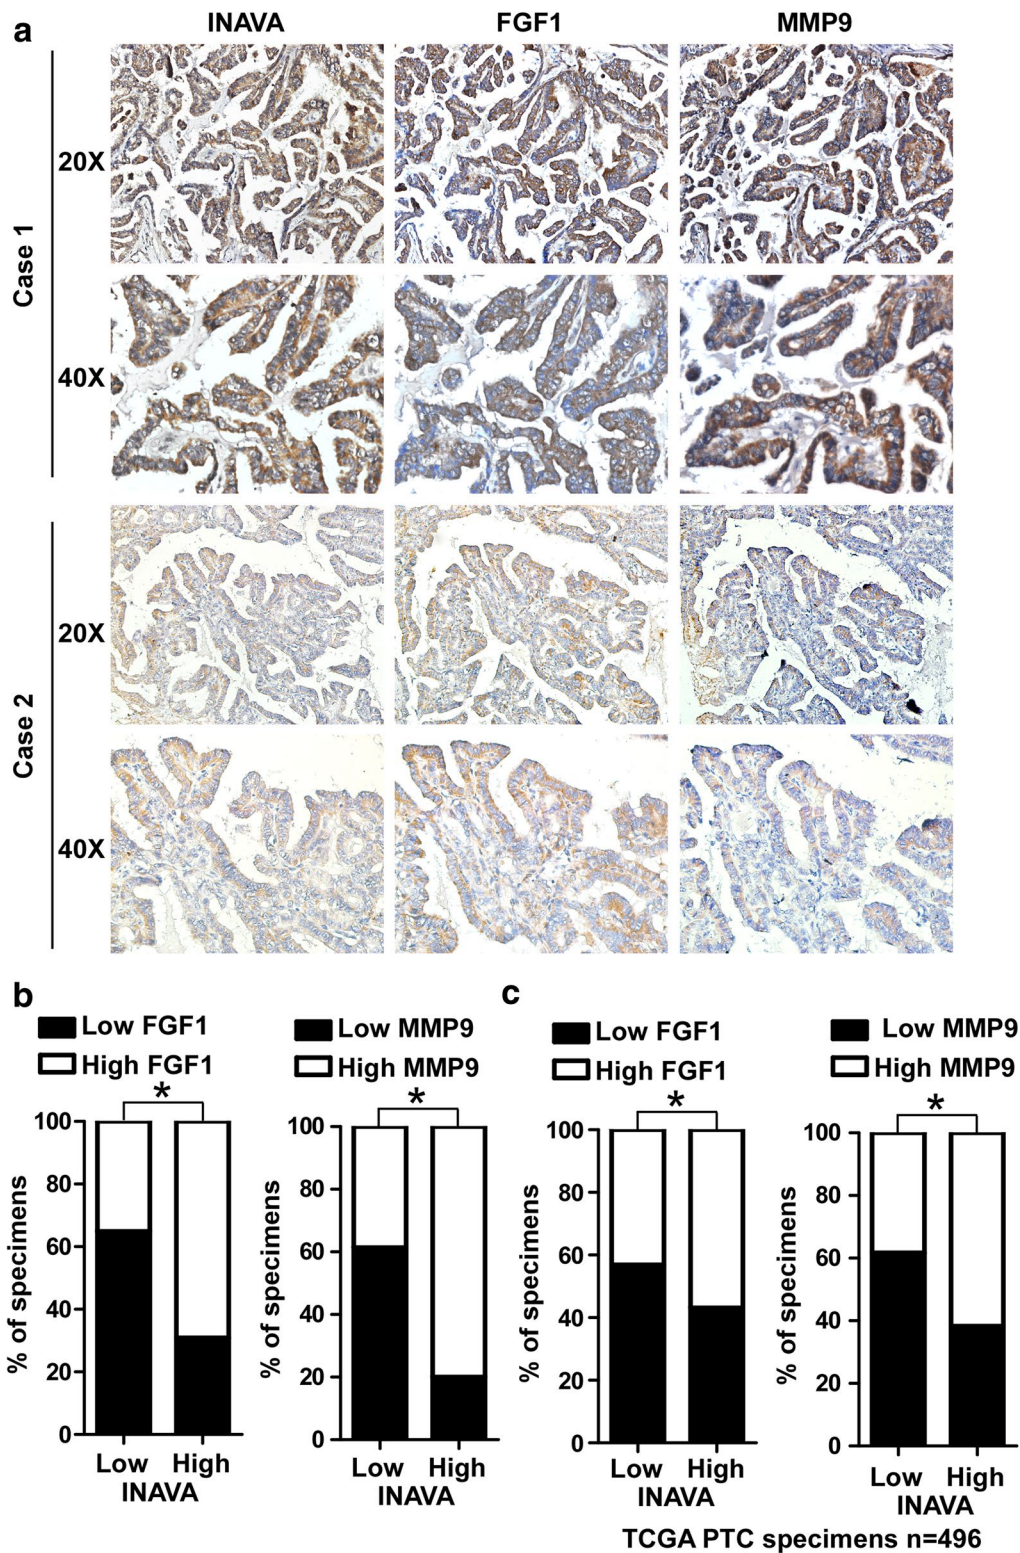 a
INAVA FGF1 MMP9
Case 1
20X
40X
Case 2
20X
40X
b
Low FGF1
High FGF1
*
% of specimens
100
80
60
40
20
0
Low High
INAVA
Low MMP9
High MMP9
*
% of specimens
100
80
60
40
20
0
Low High
INAVA
c
Low FGF1
High FGF1
*
% of specimens
100
80
60
40
20
0
Low High
INAVA
Low MMP9
High MMP9
*
% of specimens
100
80
60
40
20
0
Low High
INAVA
TCGA PTC specimens n=496